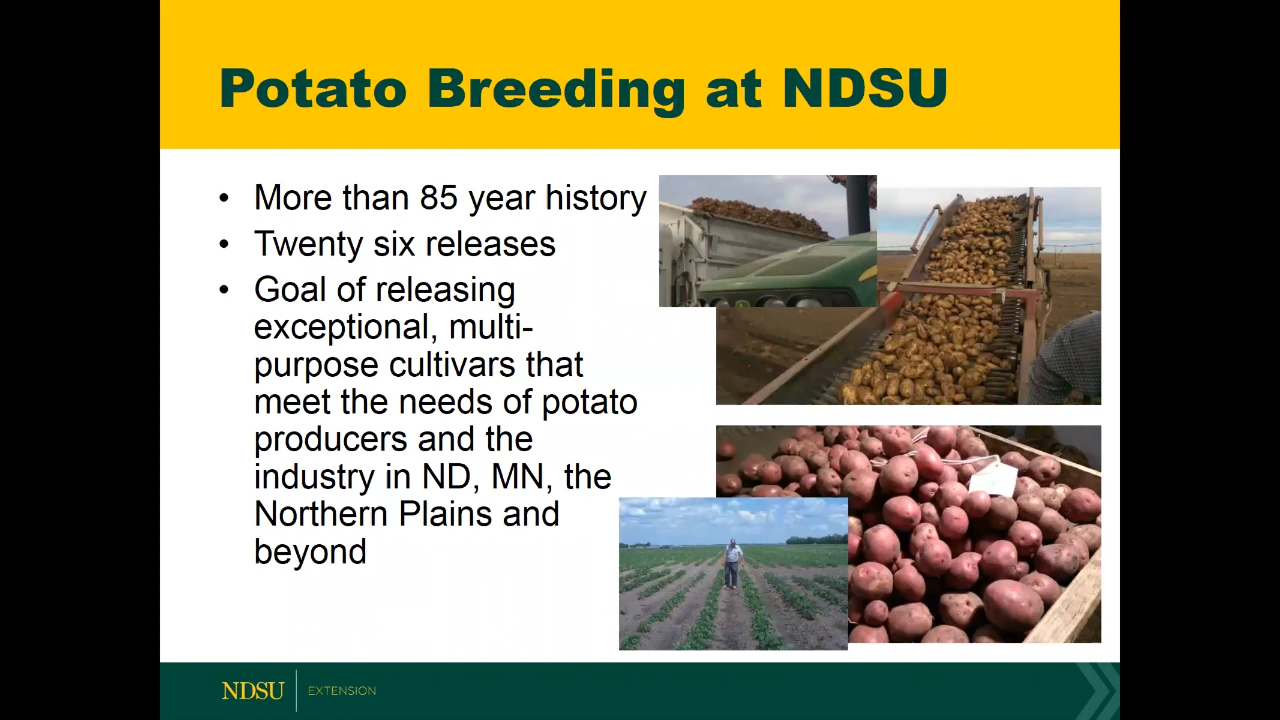 Potato Breeding at NDSU
• More than 85 year history
• Twenty six releases
• Goal of releasing
exceptional, multi-
purpose cultivars that
meet the needs of potato
producers and the
industry in ND, MN, the
Northern Plains and
beyond
NDSU EXTENSION